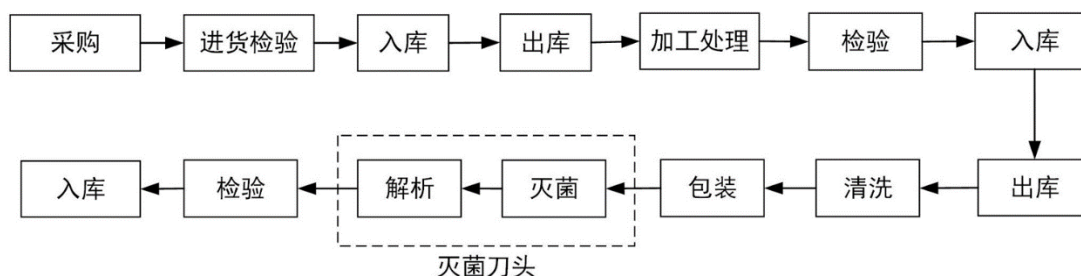 采购 进货检验 入库 出库 加工处理 检验 入库
入库 检验 解析 灭菌 包装 清洗 出库
灭菌刀头